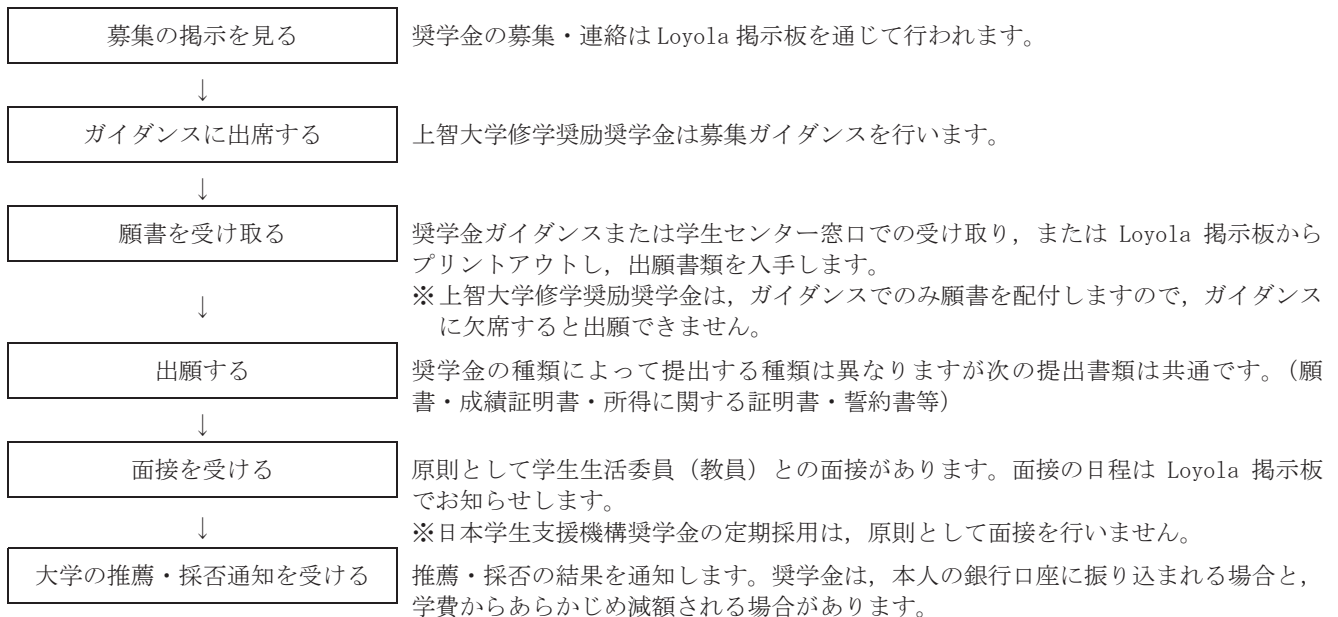 募集の掲示を見る
奨学金の募集・連絡は Loyola 掲示板を通じて行われます。
↓
ガイダンスに出席する
上智大学修学奨励奨学金は募集ガイダンスを行います。
↓
願書を受け取る
奨学金ガイダンスまたは学生センター窓口での受け取り，または Loyola 掲示板から
プリントアウトし，出願書類を入手します。
※上智大学修学奨励奨学金は，ガイダンスでのみ願書を配付しますので，ガイダンス
に欠席すると出願できません。
↓
出願する
奨学金の種類によって提出する種類は異なりますが次の提出書類は共通です。（願
書・成績証明書・所得に関する証明書・誓約書等）
↓
面接を受ける
原則として学生生活委員（教員）との面接があります。面接の日程は Loyola 掲示板
でお知らせします。
※日本学生支援機構奨学金の定期採用は，原則として面接を行いません。
↓
大学の推薦・採否通知を受ける
推薦・採否の結果を通知します。奨学金は，本人の銀行口座に振り込まれる場合と，
学費からあらかじめ減額される場合があります。